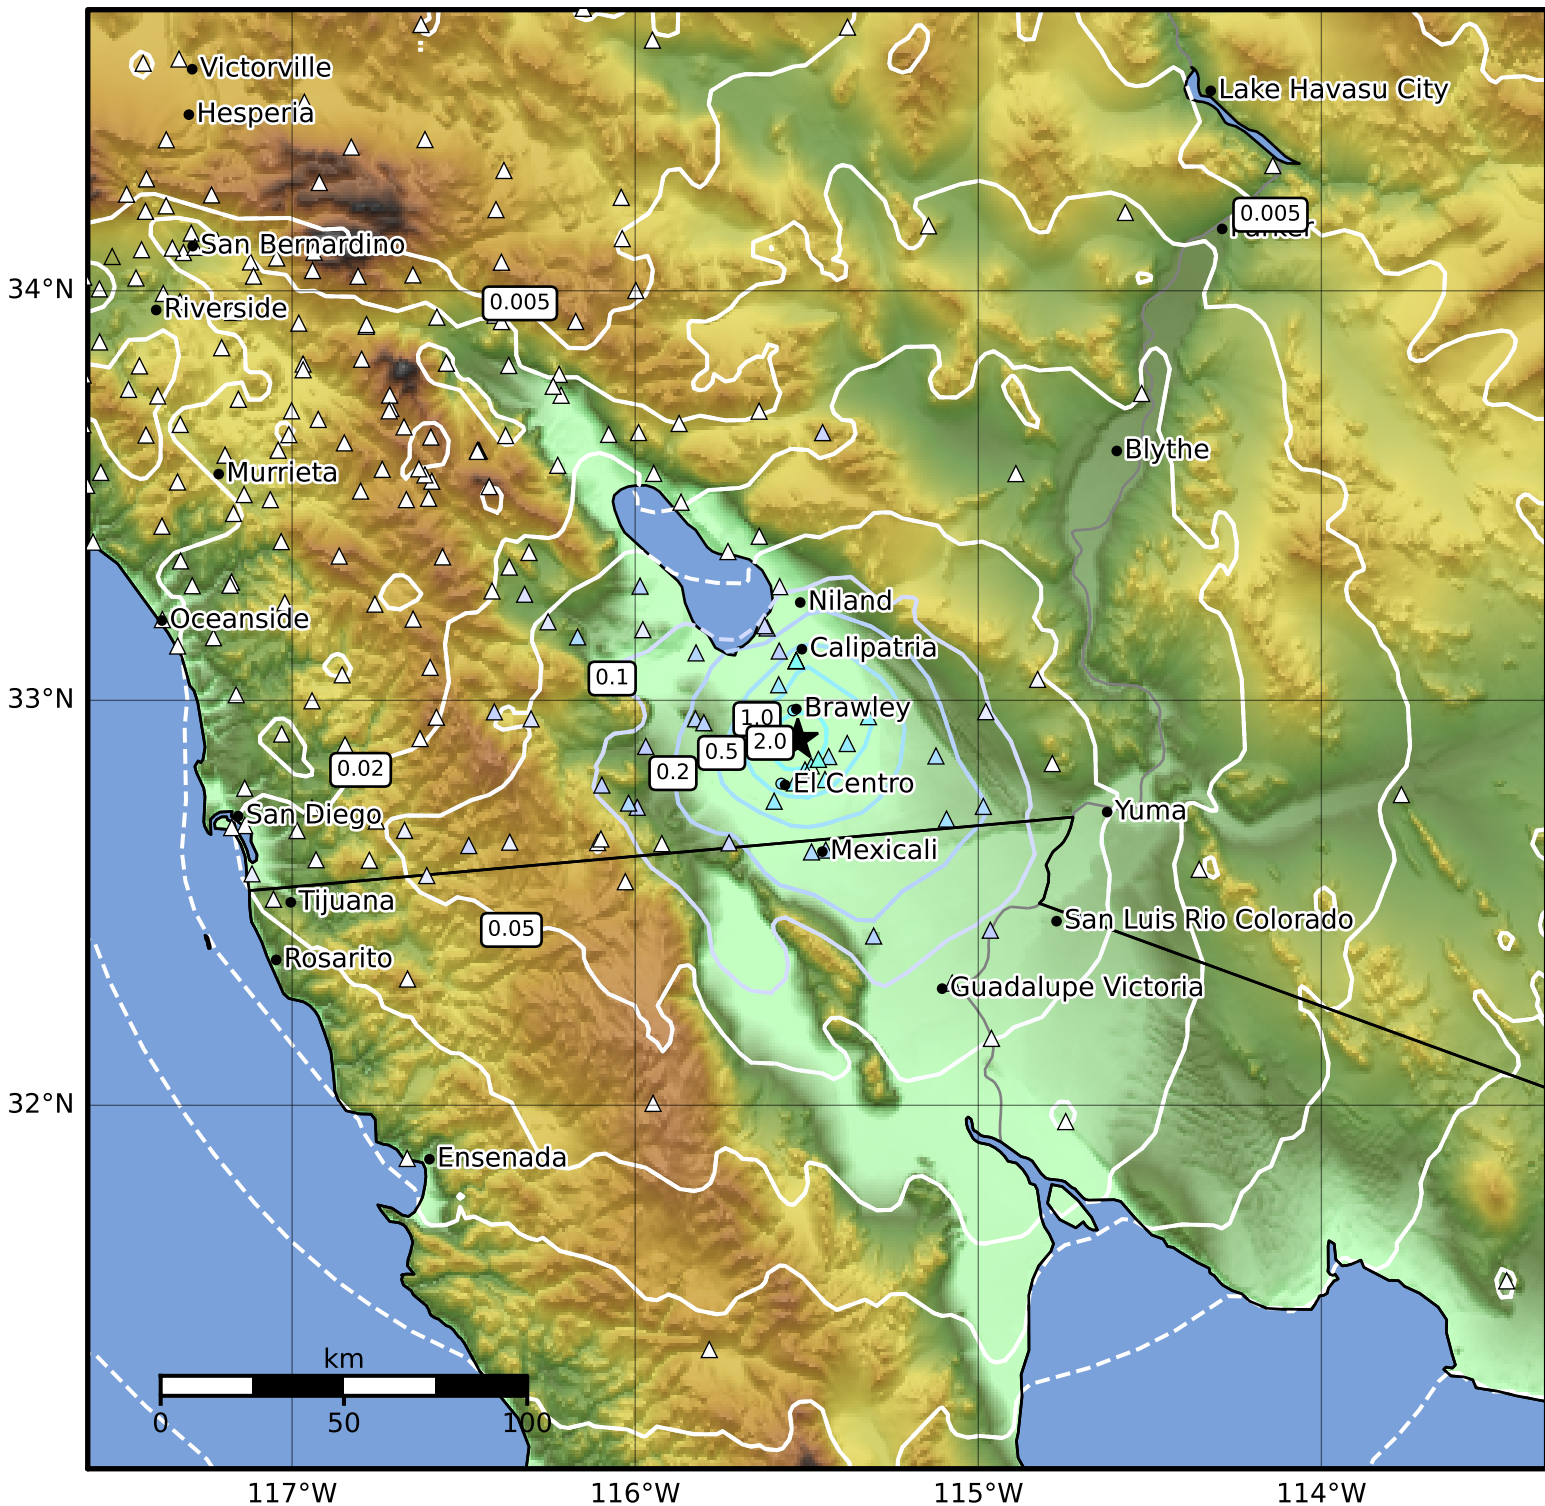 Victorville
Lake Havasu City
Hesperia
0.005
Parker
San Bernardino
34°N
0.005
Riverside
Blythe
Murrieta
Niland
Oceanside
Calipatria
0.1
33°N
Brawley
1.0
2.0
0.5
0.2
0.02
El Centro
San Diego
Yuma
Mexicali
Tijuana
San Luis Rio Colorado
0.05
Rosarito
Guadalupe Victoria
32°N
Ensenada
km
0 50 100
117°W 116°W 115°W 114°W